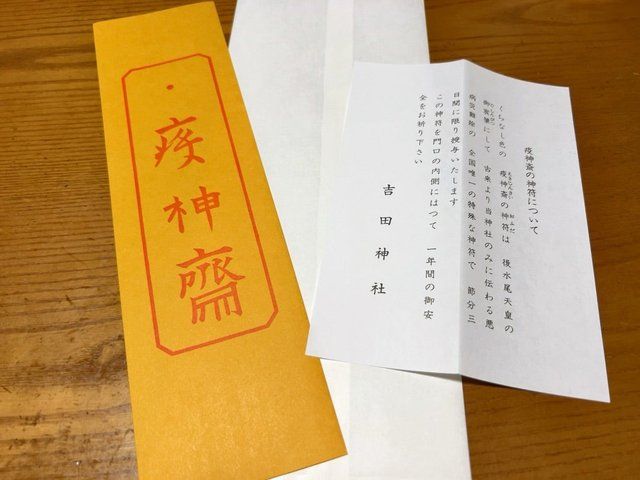 疫神齋
疫神斎の神符について
くちなし色の 疫神斎の神符は 後水尾天皇の
御宸筆にして 古来より当神社のみに伝わる悪
病災難除の 全国唯一の特殊な神符で 節分三
日間に限り授与いたします
この神符を門口の内側にはつて 一年間の御安
全をお祈り下さい
吉田神社